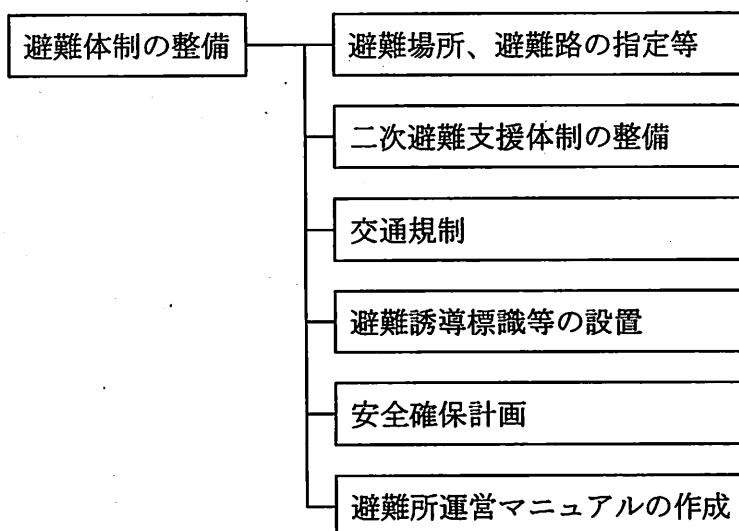 避難体制の整備
避難場所、避難路の指定等
二次避難支援体制の整備
交通規制
避難誘導標識等の設置
安全確保計画
避難所運営マニュアルの作成